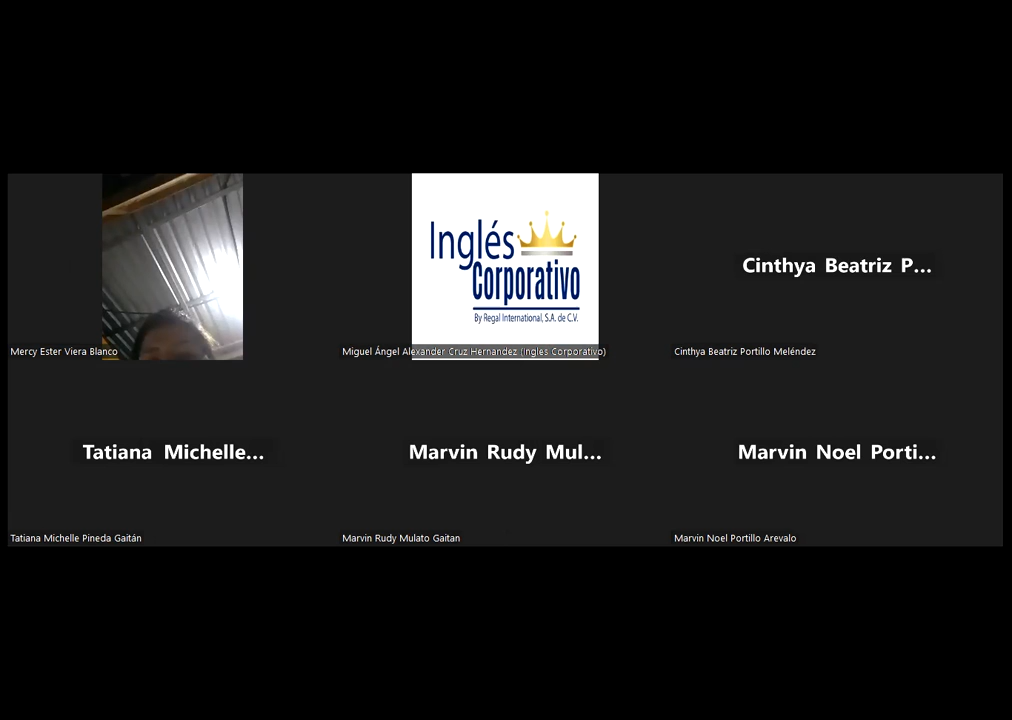 Inglés
Corporativo
By Regal International, S.A. de C.V.
Cinthya Beatriz P...
Mercy Ester Viera Blanco
Miguel Ángel Alexander Cruz Hernandez (Ingles Corporativo)
Cinthya Beatriz Portillo Meléndez
Tatiana Michelle...
Marvin Rudy Mul...
Marvin Noel Porti...
Tatiana Michelle Pineda Gaitán
Marvin Rudy Mulato Gaitan
Marvin Noel Portillo Arevalo